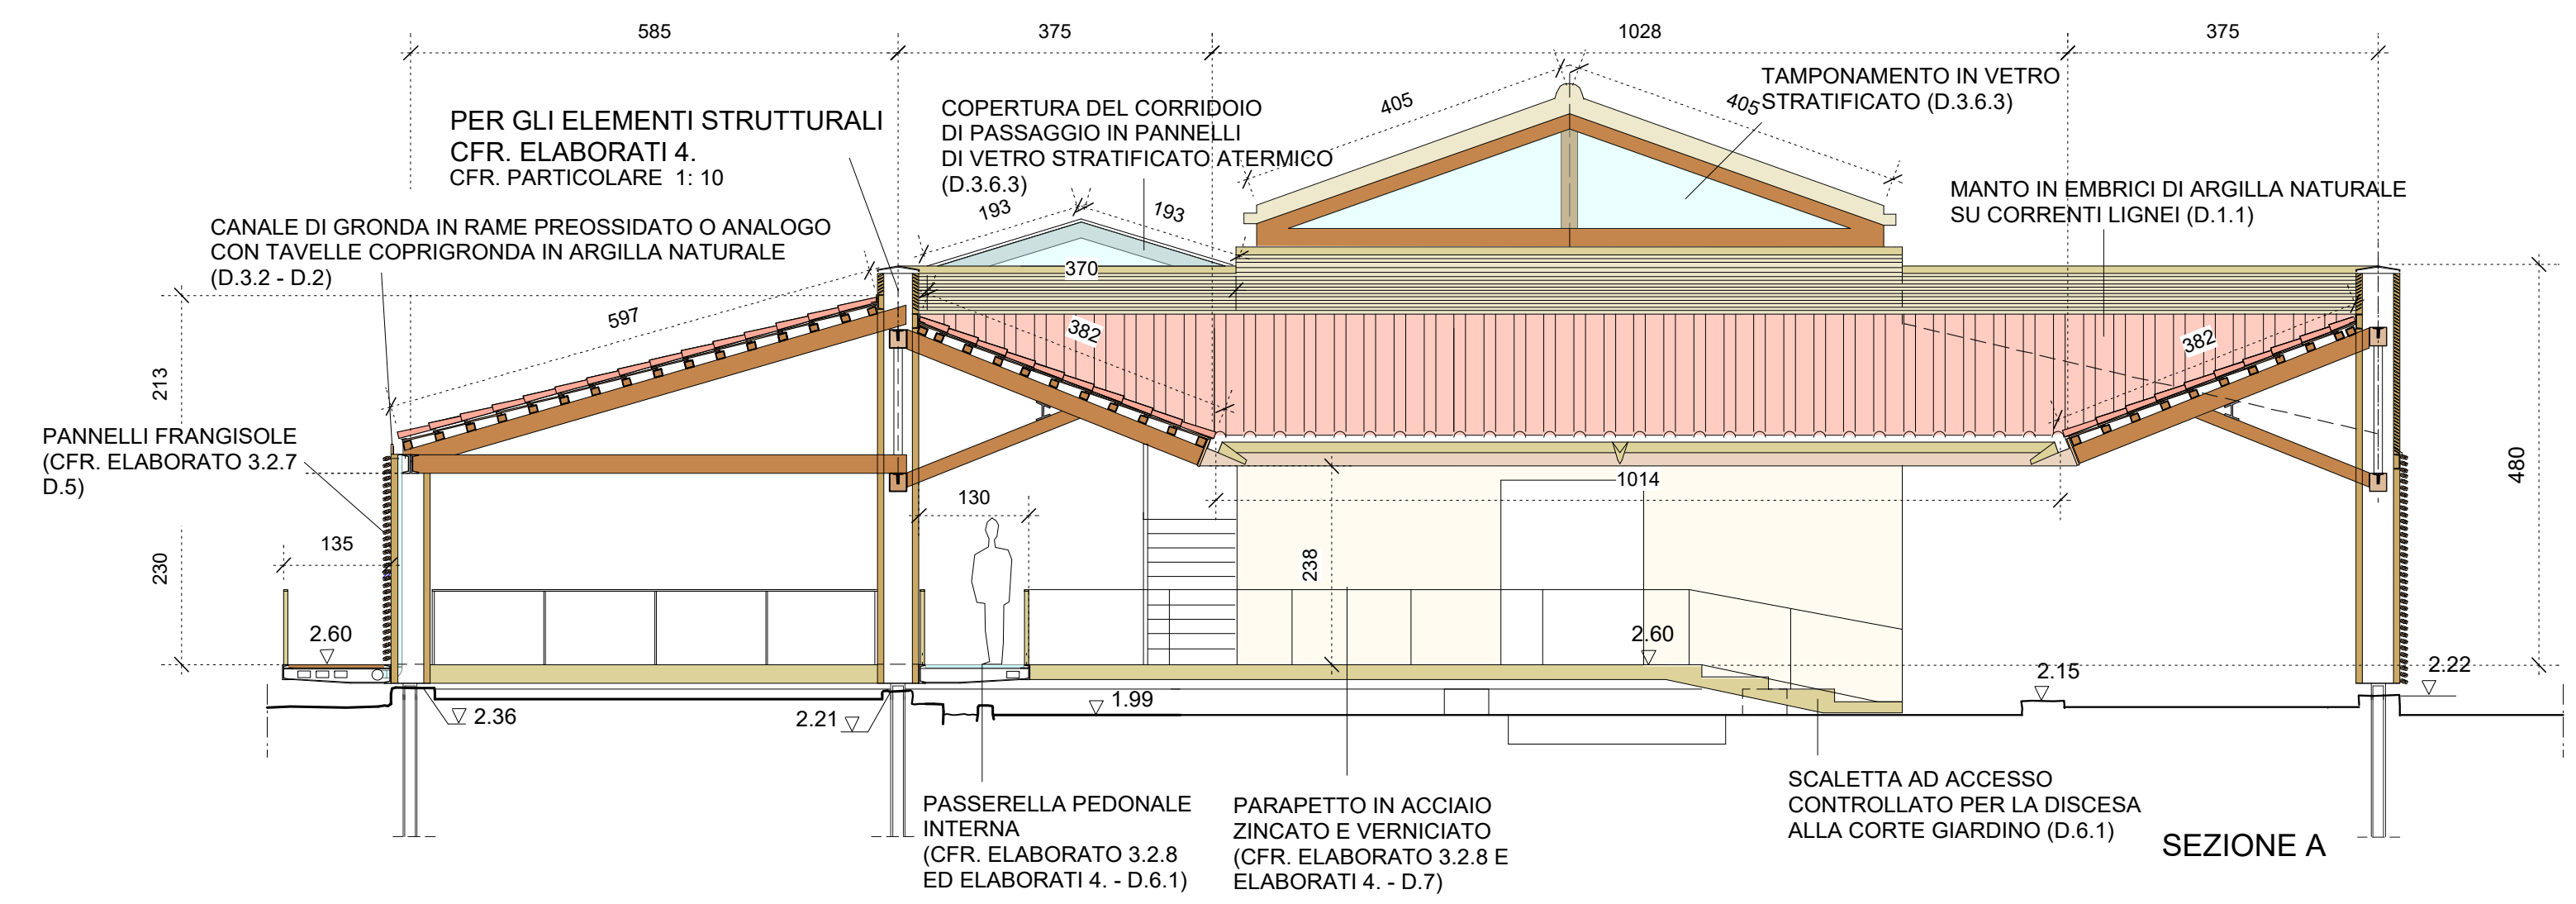 585
375
1028
375
PER GLI ELEMENTI STRUTTURALI
CFR. ELABORATI 4.
CFR. PARTICOLARE 1: 10
COPERTURA DEL CORRIDOIO
DI PASSAGGIO IN PANNELLI
DI VETRO STRATIFICATO ATERMICO
(D.3.6.3)
405
405
TAMPONAMENTO IN VETRO
STRATIFICATO (D.3.6.3)
MANTO IN EMBRICI DI ARGILLA NATURALE
SU CORRENTI LIGNEI (D.1.1)
193
193
CANALE DI GRONDA IN RAME PREOSSIDATO O ANALOGO
CON TAVELLE COPRIGRONDA IN ARGILLA NATURALE
(D.3.2 - D.2)
370
597
382
382
213
PANNELLI FRANGISOLE
(CFR. ELABORATO 3.2.7
D.5)
480
1014
130
135
230
238
2.60
2.60
2.15
2.22
2.36
2.21
1.99
PASSERELLA PEDONALE
INTERNA
(CFR. ELABORATO 3.2.8
ED ELABORATI 4. - D.6.1)
PARAPETTO IN ACCIAIO
ZINCATO E VERNICIATO
(CFR. ELABORATO 3.2.8 E
ELABORATI 4. - D.7)
SCALETTA AD ACCESSO
CONTROLLATO PER LA DISCESA
ALLA CORTE GIARDINO (D.6.1)
SEZIONE A